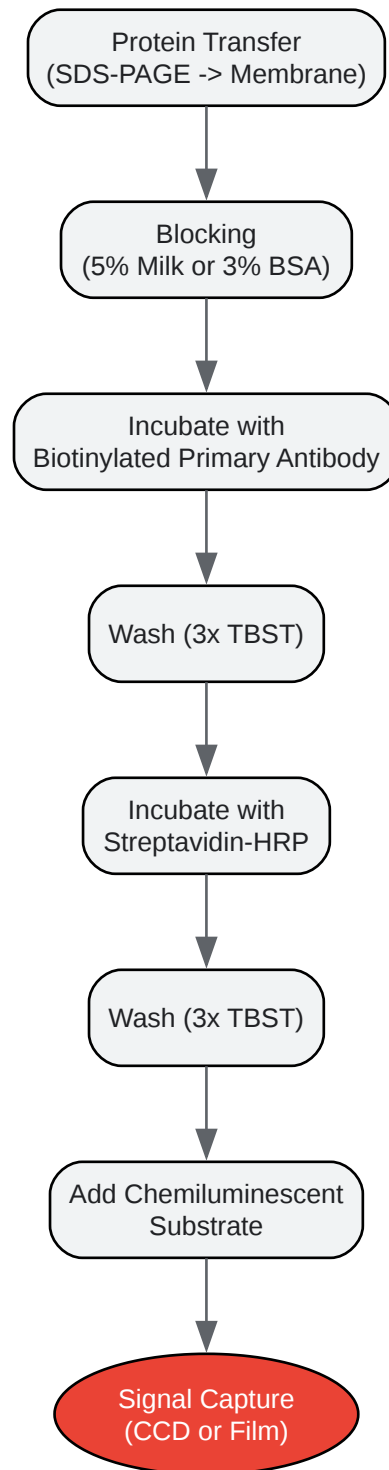 Protein Transfer
(SDS-PAGE -> Membrane)
Blocking
(5% Milk or 3% BSA)
Incubate with
Biotinylated Primary Antibody
Wash (3x TBST)
Incubate with
Streptavidin-HRP
Wash (3x TBST)
Add Chemiluminescent
Substrate
Signal Capture
(CCD or Film)